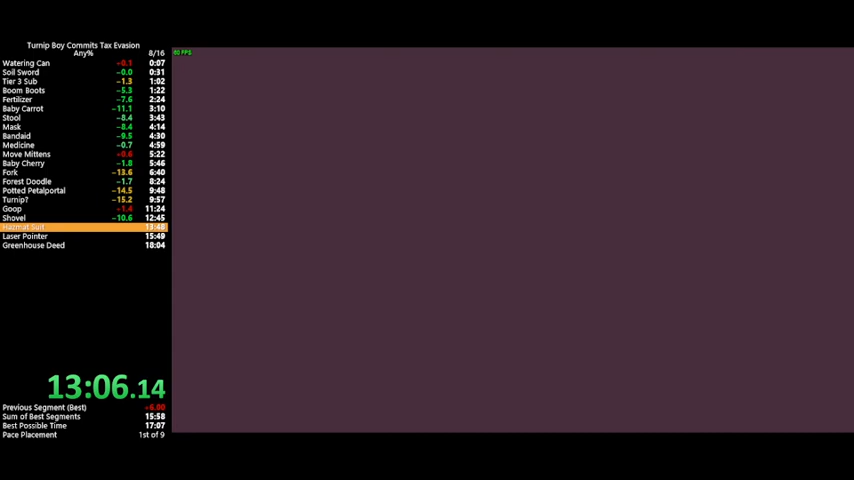 Turnip Boy Commits Tax Evasion
Any% 8/16
60 FPS
Watering Can -0.1 0:07
Soil Sword -0.0 0:31
Tier 3 Sub -1.3 1:02
Boom Boots -5.3 1:22
Fertilizer -7.6 2:24
Baby Carrot -11.1 3:10
Stool -8.4 3:43
Mask -8.4 4:14
Bandaid -9.5 4:30
Medicine -0.7 4:59
Move Mittens +0.6 5:22
Baby Cherry -1.8 5:46
Fork -13.6 6:40
Forest Doodle -1.7 8:24
Potted Petalportal -14.5 9:48
Turnip? -15.2 9:57
Goop +1.4 11:24
Shovel -10.6 12:45
Hazmat Suit 13:48
Laser Pointer 15:49
Greenhouse Deed 18:04
13:06.14
Previous Segment (Best) +6.00
Sum of Best Segments 15:58
Best Possible Time 17:07
Pace Placement 1st of 9